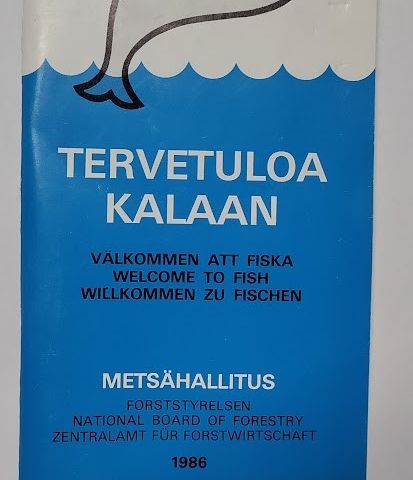 TERVETULOA
KALAAN
VÄLKOMMEN ATT FISKA
WELCOME TO FISH
WILLKOMMEN ZU FISCHEN
METSÄHALLITUS
FORSTSTYRELSEN
NATIONAL BOARD OF FORESTRY
ZENTRALAMT FÜR FORSTWIRTSCHAFT
1986